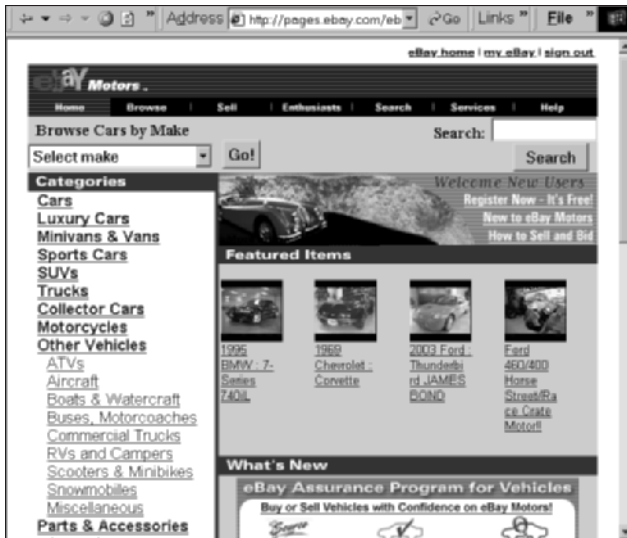 Address http://pages.ebay.com/eb Go Links » File »
eBay home | my eBay | sign out
ebaY Motors .
Home Browse | Sell | Enthusiasts | Search | Services | Help
Browse Cars by Make
Search:
Select make Go!
Search
Categories
Cars
Luxury Cars
Minivans & Vans
Sports Cars
SUVs
Trucks
Collector Cars
Motorcycles
Other Vehicles
ATVs
Aircraft
Boats & Watercraft
Buses, Motorcoaches
Commercial Trucks
RVs and Campers
Scooters & Minibikes
Snowmobiles
Miscellaneous
Parts & Accessories
Welcome New Users
Register Now - It's Free!
New to eBay Motors
How to Sell and Bid
Featured Items
1995
BMW : 7-
Series
740iL
1969
Chevrolet :
Corvette
2003 Ford :
Thunderbi
rd JAMES
BOND
Ford
460/400
Horse
Street/Ra
ce Crate
Motor!!
What's New
eBay Assurance Program for Vehicles
Buy or Sell Vehicles with Confidence on eBay Motors!